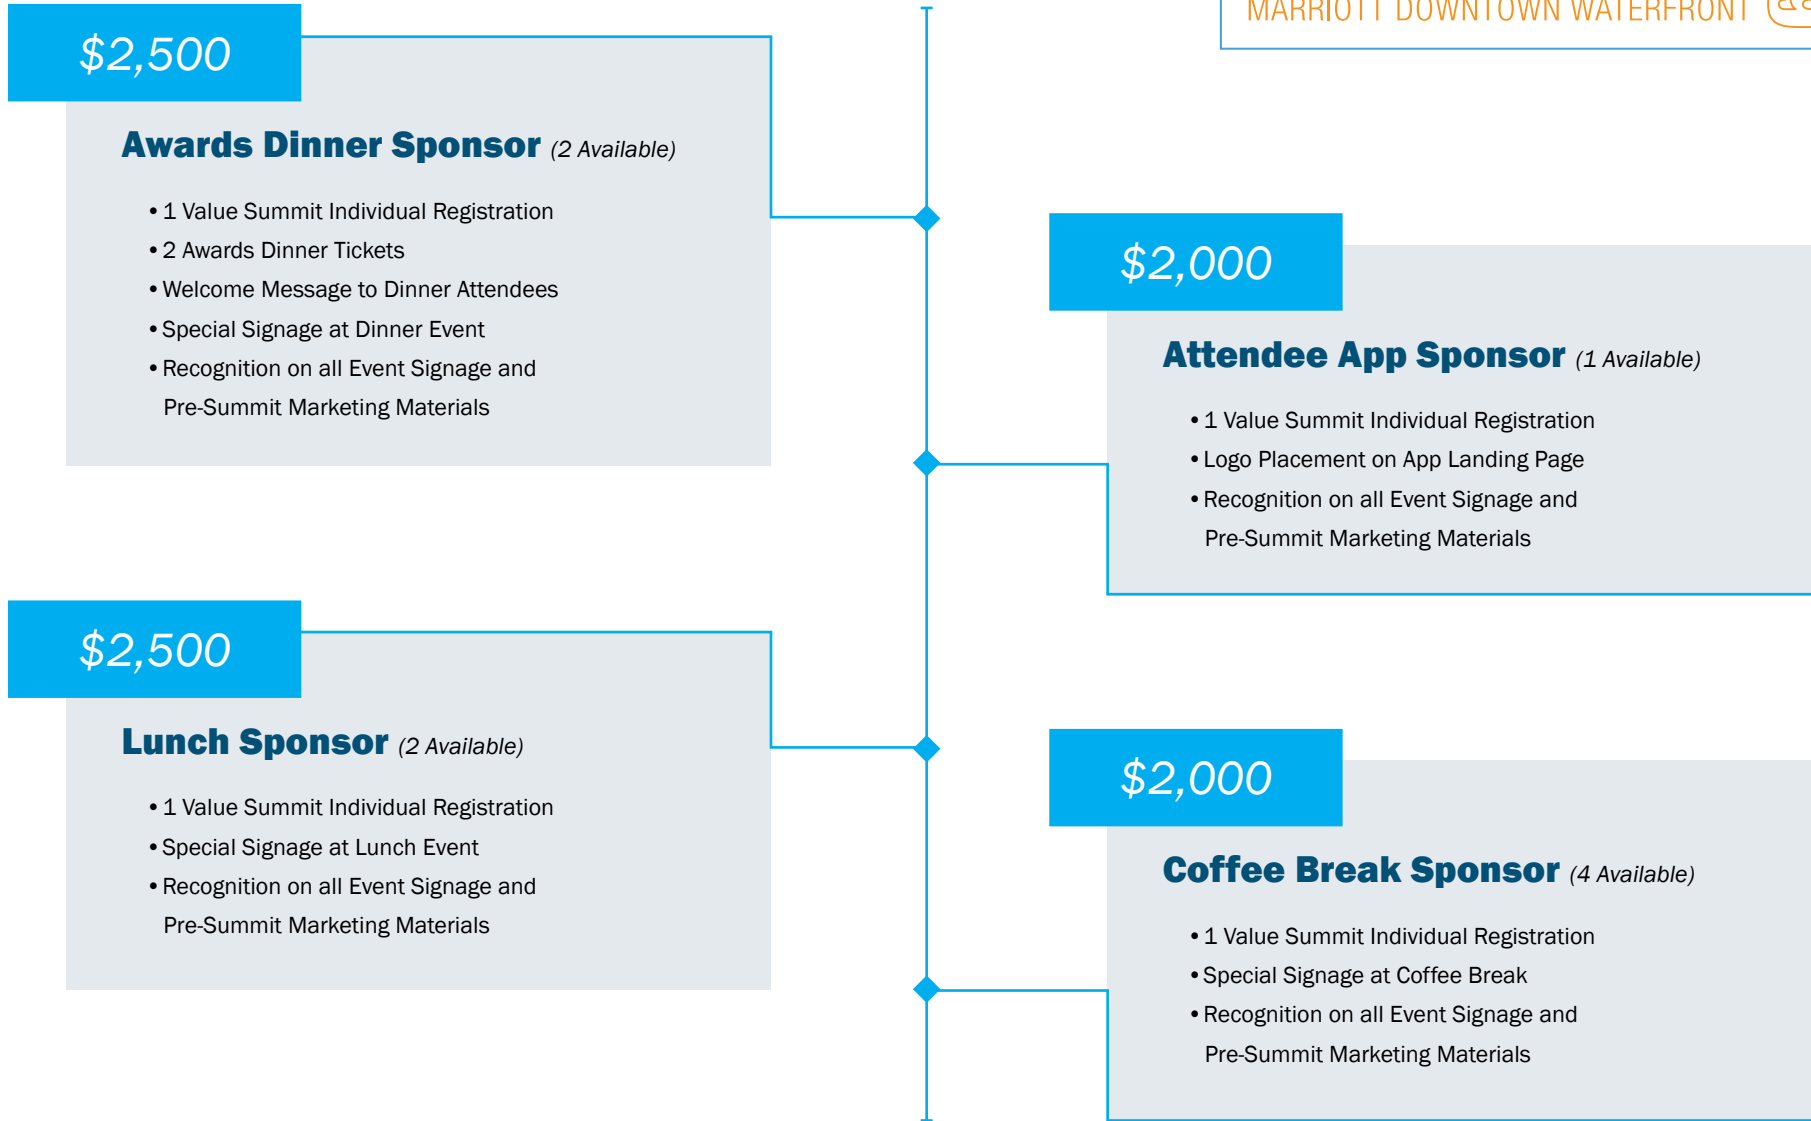 MARRIOTT DOWNTOWN WATERFRONT
$2,500
Awards Dinner Sponsor (2 Available)
•1 Value Summit Individual Registration
•2 Awards Dinner Tickets
•Welcome Message to Dinner Attendees
•Special Signage at Dinner Event
•Recognition on all Event Signage and
Pre-Summit Marketing Materials
$2,000
Attendee App Sponsor (1 Available)
•1 Value Summit Individual Registration
•Logo Placement on App Landing Page
•Recognition on all Event Signage and
Pre-Summit Marketing Materials
$2,500
Lunch Sponsor (2 Available)
•1 Value Summit Individual Registration
•Special Signage at Lunch Event
•Recognition on all Event Signage and
Pre-Summit Marketing Materials
$2,000
Coffee Break Sponsor (4 Available)
•1 Value Summit Individual Registration
•Special Signage at Coffee Break
•Recognition on all Event Signage and
Pre-Summit Marketing Materials